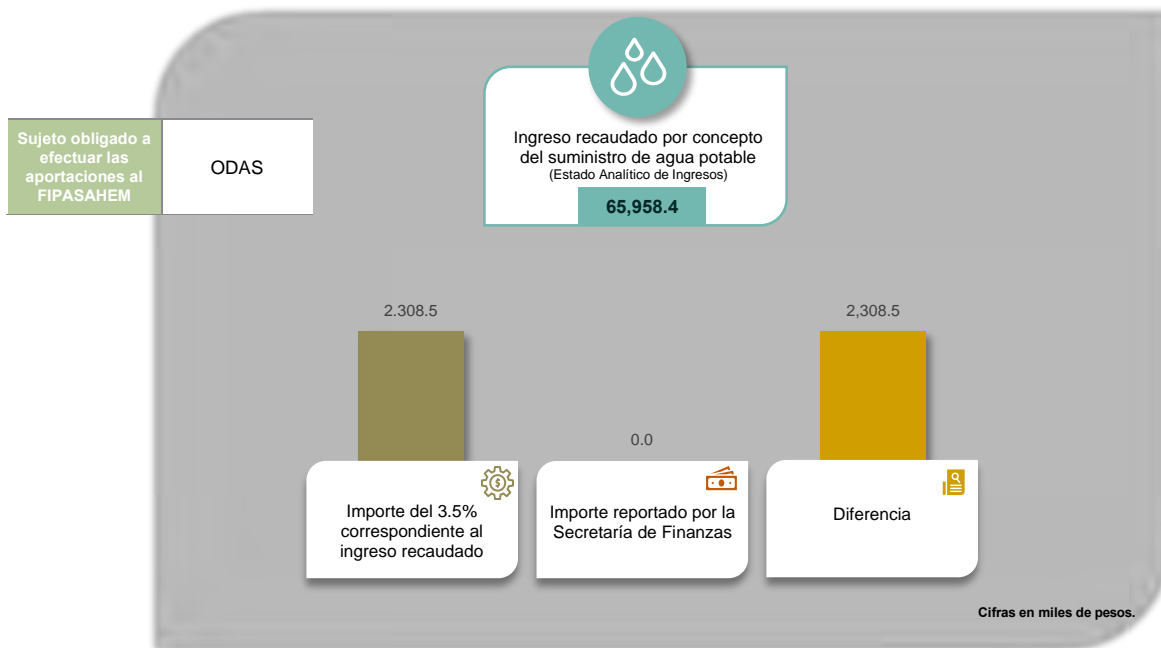 Ingreso recaudado por concepto
del suministro de agua potable
(Estado Analítico de Ingresos)
65,958.4
Sujeto obligado a
efectuar las
aportaciones al
FIPASAHEM
ODAS
2.308.5
0.0
2,308.5
Importe del 3.5%
correspondiente al
ingreso recaudado
Importe reportado por la
Secretaría de Finanzas
Diferencia
Cifras en miles de pesos.